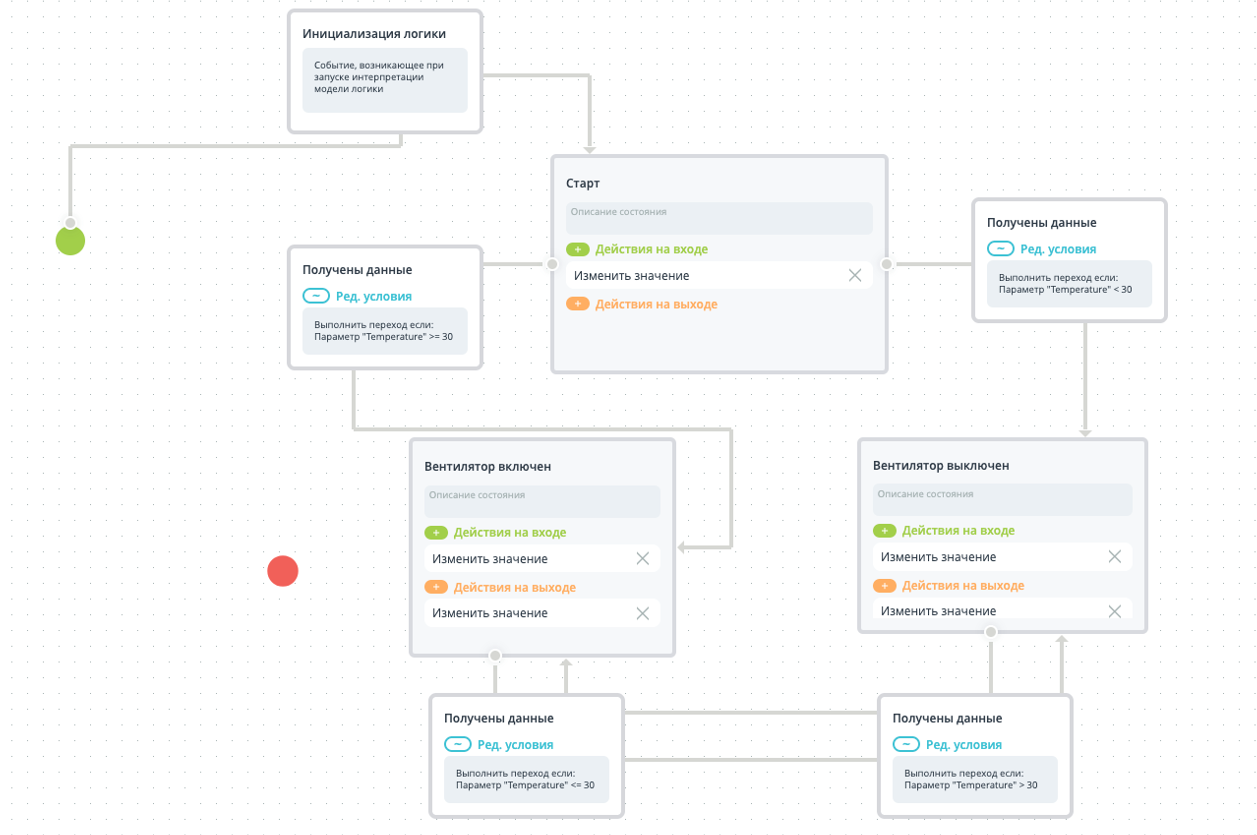 Инициализация логики
Событие, возникающее при
запуске интерпретации
модели логики
Старт
Описание состояния
+ Действия на входе
Изменить значение
+ Действия на выходе
Получены данные
~ Ред. условия
Выполнить переход если:
Параметр "Temperature" >= 30
Получены данные
~ Ред. условия
Выполнить переход если:
Параметр "Temperature" < 30
Вентилятор включен
Описание состояния
+ Действия на входе
Изменить значение
+ Действия на выходе
Изменить значение
Вентилятор выключен
Описание состояния
+ Действия на входе
Изменить значение
+ Действия на выходе
Изменить значение
Получены данные
~ Ред. условия
Выполнить переход если:
Параметр "Temperature" <= 30
Получены данные
~ Ред. условия
Выполнить переход если:
Параметр "Temperature" > 30